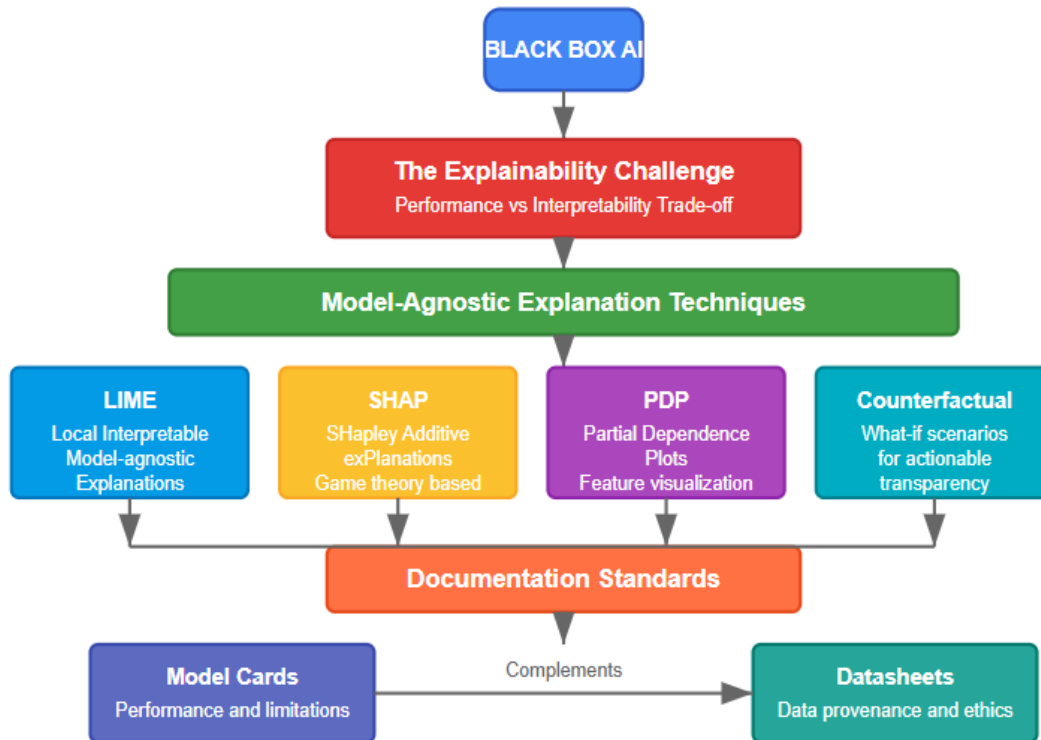 BLACK BOX AI
The Explainability Challenge
Performance vs Interpretability Trade-off
Model-Agnostic Explanation Techniques
LIME
Local Interpretable
Model-agnostic
Explanations
SHAP
SHapley Additive
exPlanations
Game theory based
PDP
Partial Dependence
Plots
Feature visualization
Counterfactual
What-if scenarios
for actionable
transparency
Documentation Standards
Complements
Model Cards
Performance and limitations
Datasheets
Data provenance and ethics